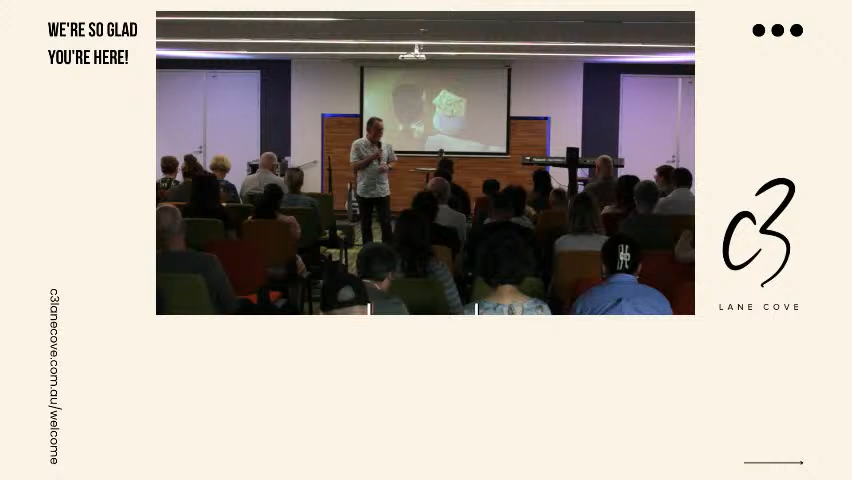 WE'RE SO GLAD
YOU'RE HERE!
c3
LANE COVE
c3lanecove.com.au/welcome